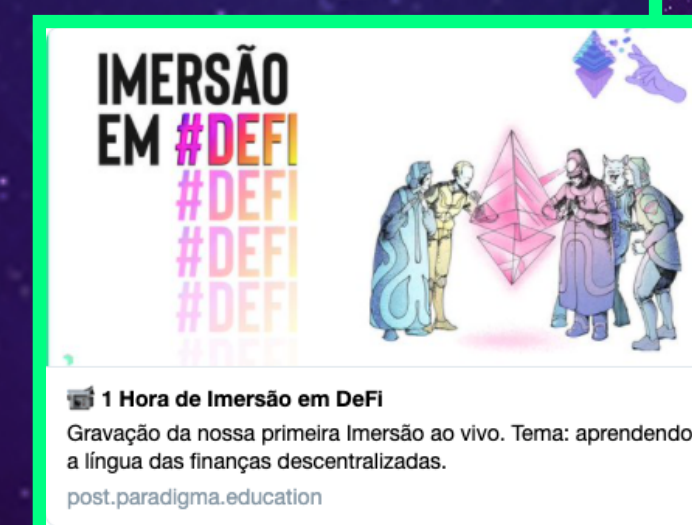 IMERSÃO
EM #DEFI
#DEFI
#DEFI
#DEFI
#DEFI
📹 1 Hora de Imersão em DeFi
Gravação da nossa primeira Imersão ao vivo. Tema: aprendendo
a língua das finanças descentralizadas.
post.paradigma.education